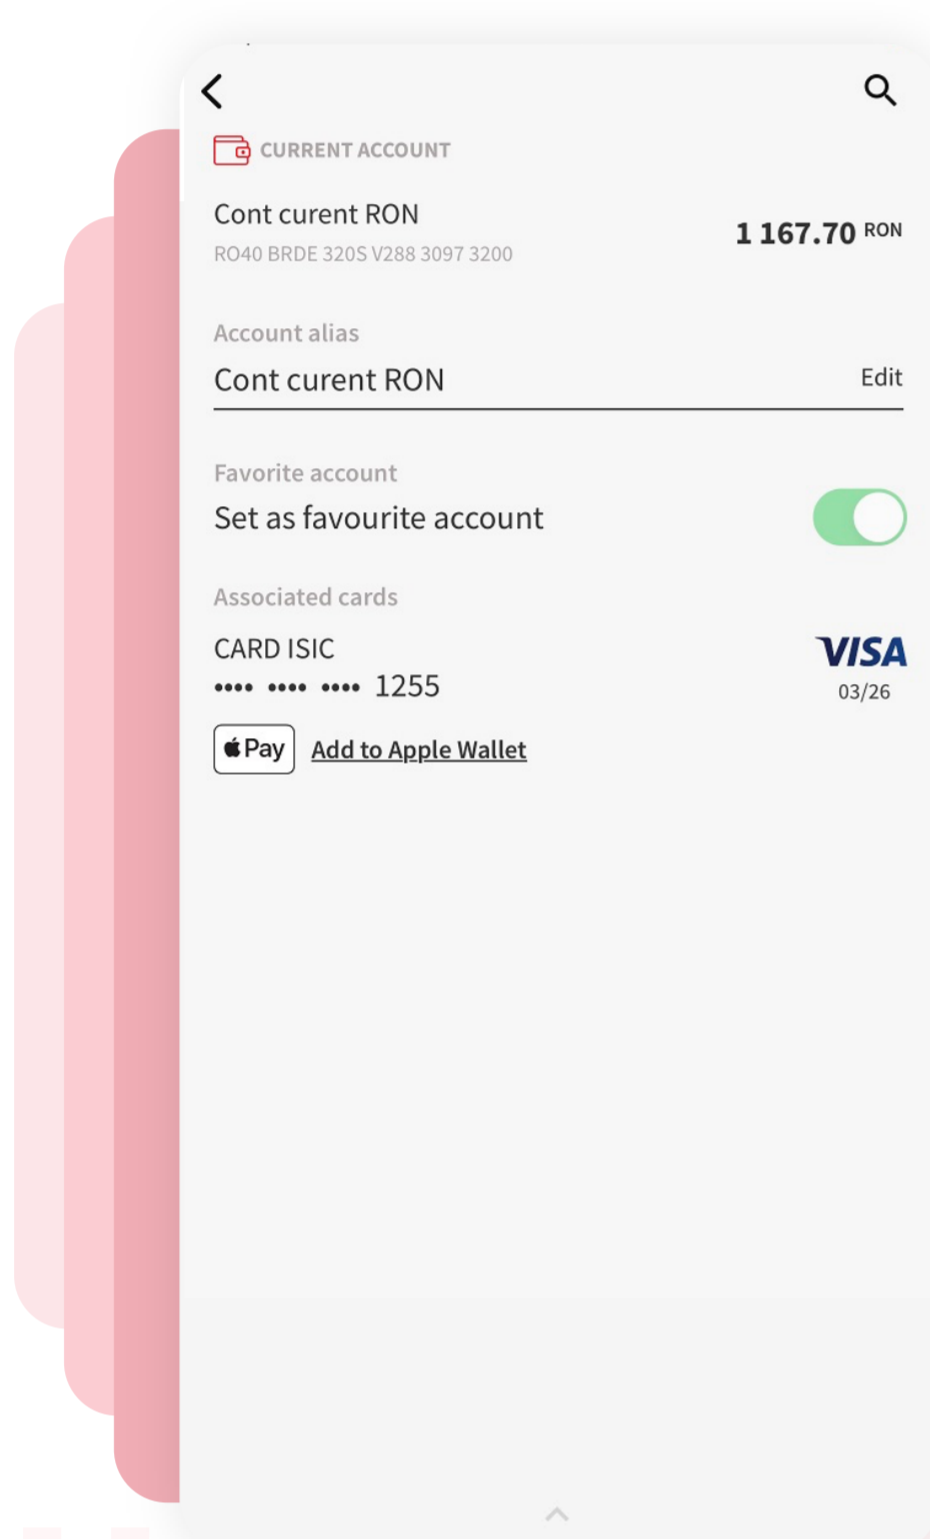 CURRENT ACCOUNT
Cont curent RON
1 167.70 RON
RO40 BRDE 320S V288 3097 3200
Account alias
Cont curent RON
Edit
Favorite account
Set as favourite account
Associated cards
CARD ISIC
VISA
•••• •••• •••• 1255
03/26
Pay
Add to Apple Wallet